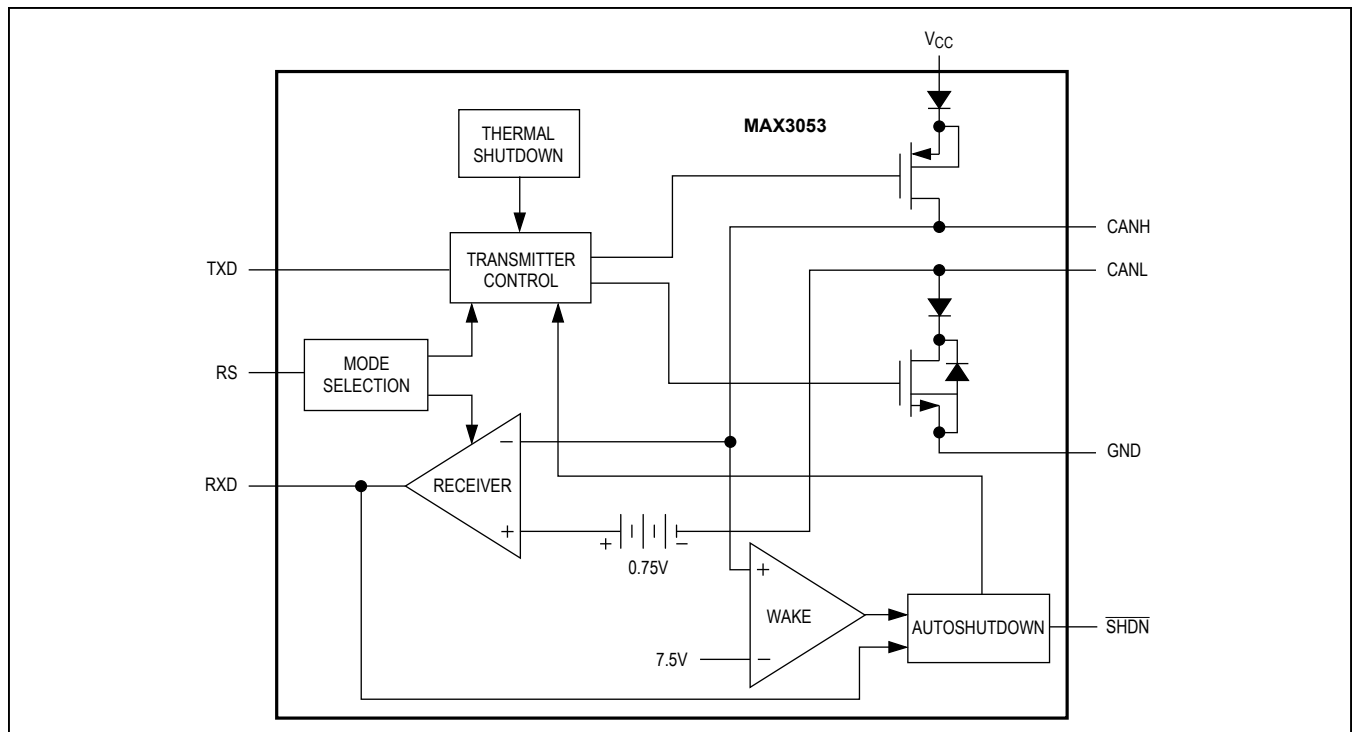 VCC
MAX3053
THERMAL
SHUTDOWN
CANH
TXD
TRANSMITTER
CONTROL
CANL
RS
MODE
SELECTION
−
GND
RXD
RECEIVER
+
+
−
0.75V
+
WAKE
AUTOSHUTDOWN
SHDN
7.5V
−